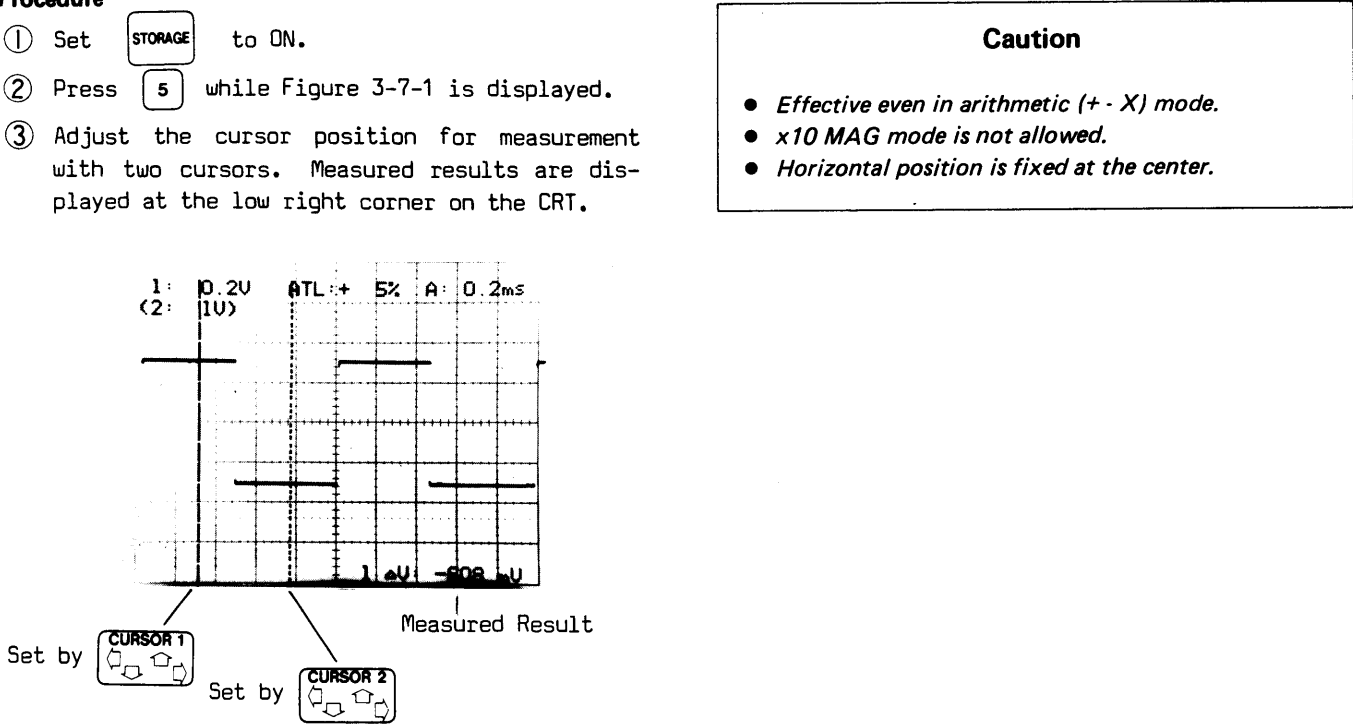 Procedure
① Set STORAGE to ON.
② Press 5 while Figure 3-7-1 is displayed.
③ Adjust the cursor position for measurement
with two cursors. Measured results are dis-
played at the low right corner on the CRT.
Caution
● Effective even in arithmetic (+ - X) mode.
● x10 MAG mode is not allowed.
● Horizontal position is fixed at the center.
1: 0.2V ATL:+ 5% A: 0.2ms
(2: 1V)
1 ΔV: -608 mV
Measured Result
Set by CURSOR 1
Set by CURSOR 2